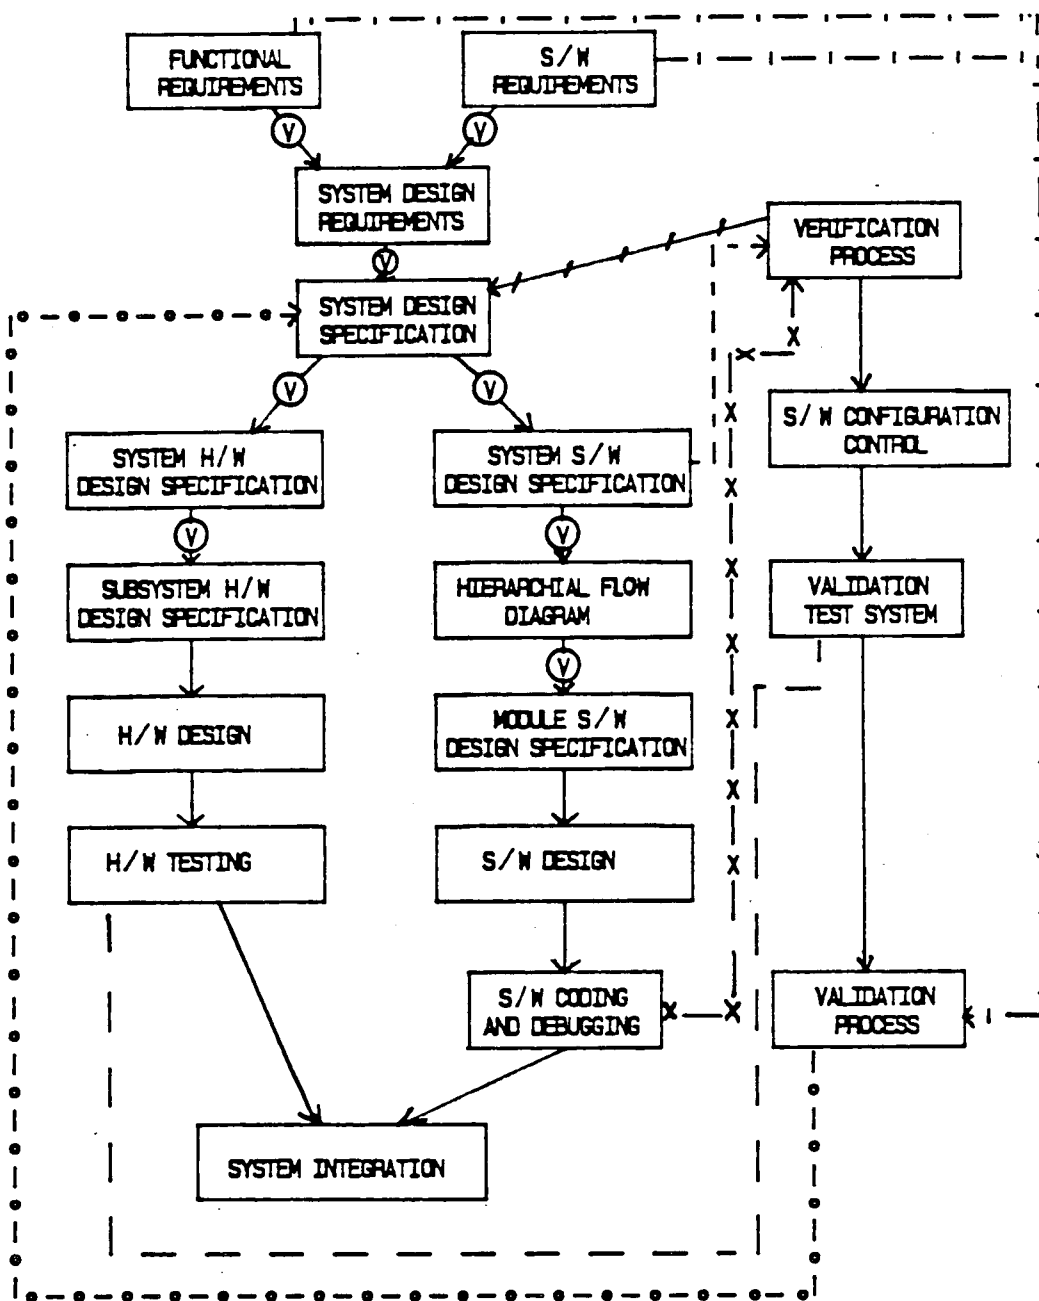 FUNCTIONAL
REQUIREMENTS
S/W
REQUIREMENTS
V
V
SYSTEM DESIGN
REQUIREMENTS
V
SYSTEM DESIGN
SPECIFICATION
VERIFICATION
PROCESS
V
V
SYSTEM H/W
DESIGN SPECIFICATION
SYSTEM S/W
DESIGN SPECIFICATION
S/W CONFIGURATION
CONTROL
V
V
SUBSYSTEM H/W
DESIGN SPECIFICATION
HIERARCHIAL FLOW
DIAGRAM
VALIDATION
TEST SYSTEM
V
H/W DESIGN
MODULE S/W
DESIGN SPECIFICATION
H/W TESTING
S/W DESIGN
S/W CODING
AND DEBUGGING
VALIDATION
PROCESS
SYSTEM INTEGRATION